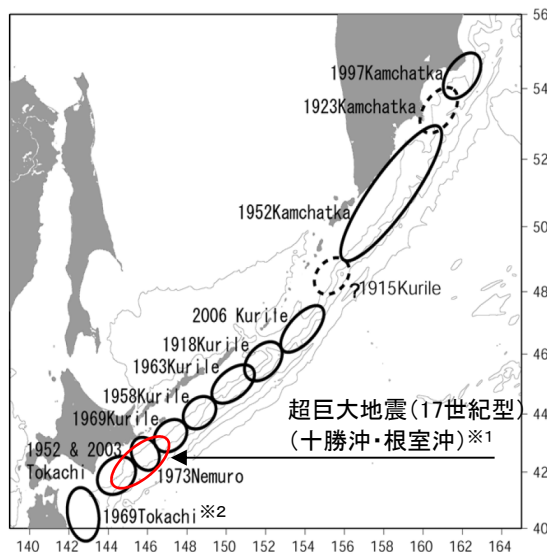 56
1997Kamchatka
54
1923Kamchatka
52
1952Kamchatka
50
?1915Kurile
2006 Kurile
48
1918Kurile
1963Kurile
46
1958Kurile
超巨大地震(17世紀型)
44
1969Kurile
(十勝沖・根室沖)※1
1952 & 2003
Tokachi
1973Nemuro
42
1969Tokachi※2
40
140 142 144 146 148 150 152 154 156 158 160 162 164